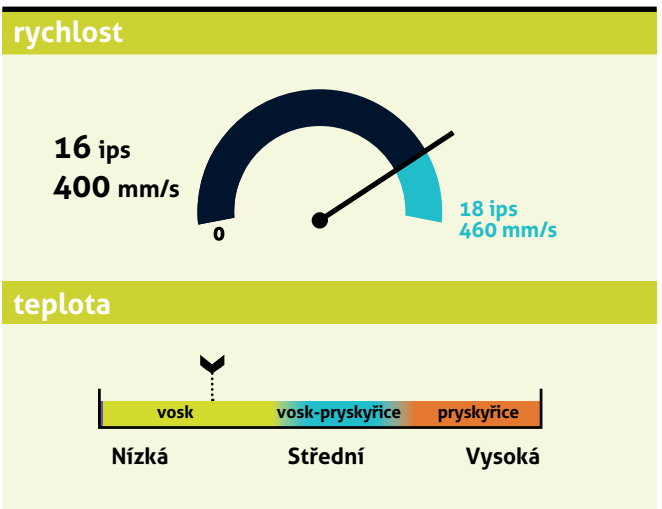 rychlost
16 ips
400 mm/s
0
18 ips
460 mm/s
teplota
vosk vosk-pryskyřice pryskyřice
Nízká Střední Vysoká